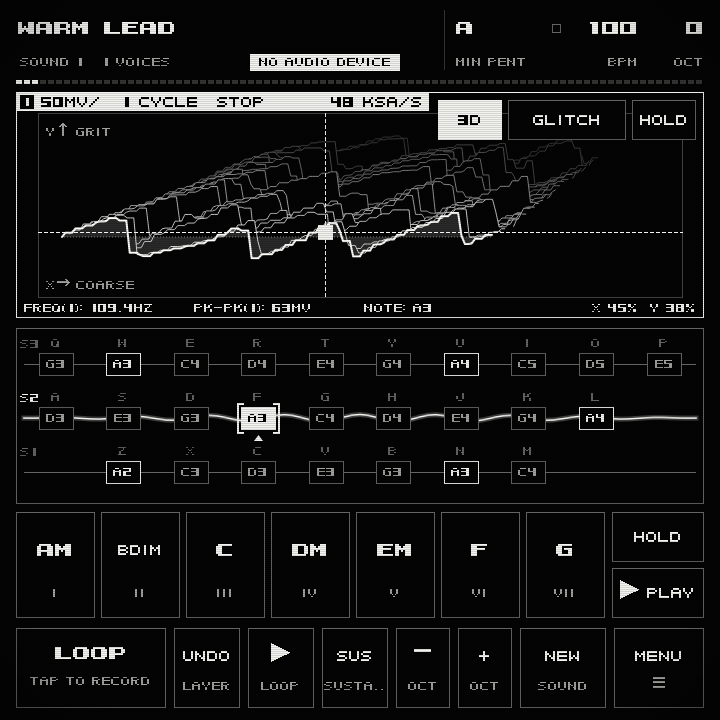 WARM LEAD A 100 0
SOUND 1 1 VOICES NO AUDIO DEVICE MIN PENT BPM OCT
1 50MV/ 1 CYCLE STOP 48 KSA/S 3D GLITCH HOLD
Y↑ GRIT
X→ COARSE
FREQ(1): 109.4HZ PK-PK(1): 63MV NOTE: A3 X 45% Y 38%
S3 Q W E R T Y U I O P
G3 A3 C4 D4 E4 G4 A4 C5 D5 E5
S2 A S D F G H J K L
D3 E3 G3 A3 C4 D4 E4 G4 A4
S1 Z X C V B N M
A2 C3 D3 E3 G3 A3 C4
AM BDIM C DM EM F G HOLD
I II III IV V VI VII ▶ PLAY
LOOP UNDO ▶ SUS − + NEW MENU
TAP TO RECORD LAYER LOOP SUSTA.. OCT OCT SOUND ☰